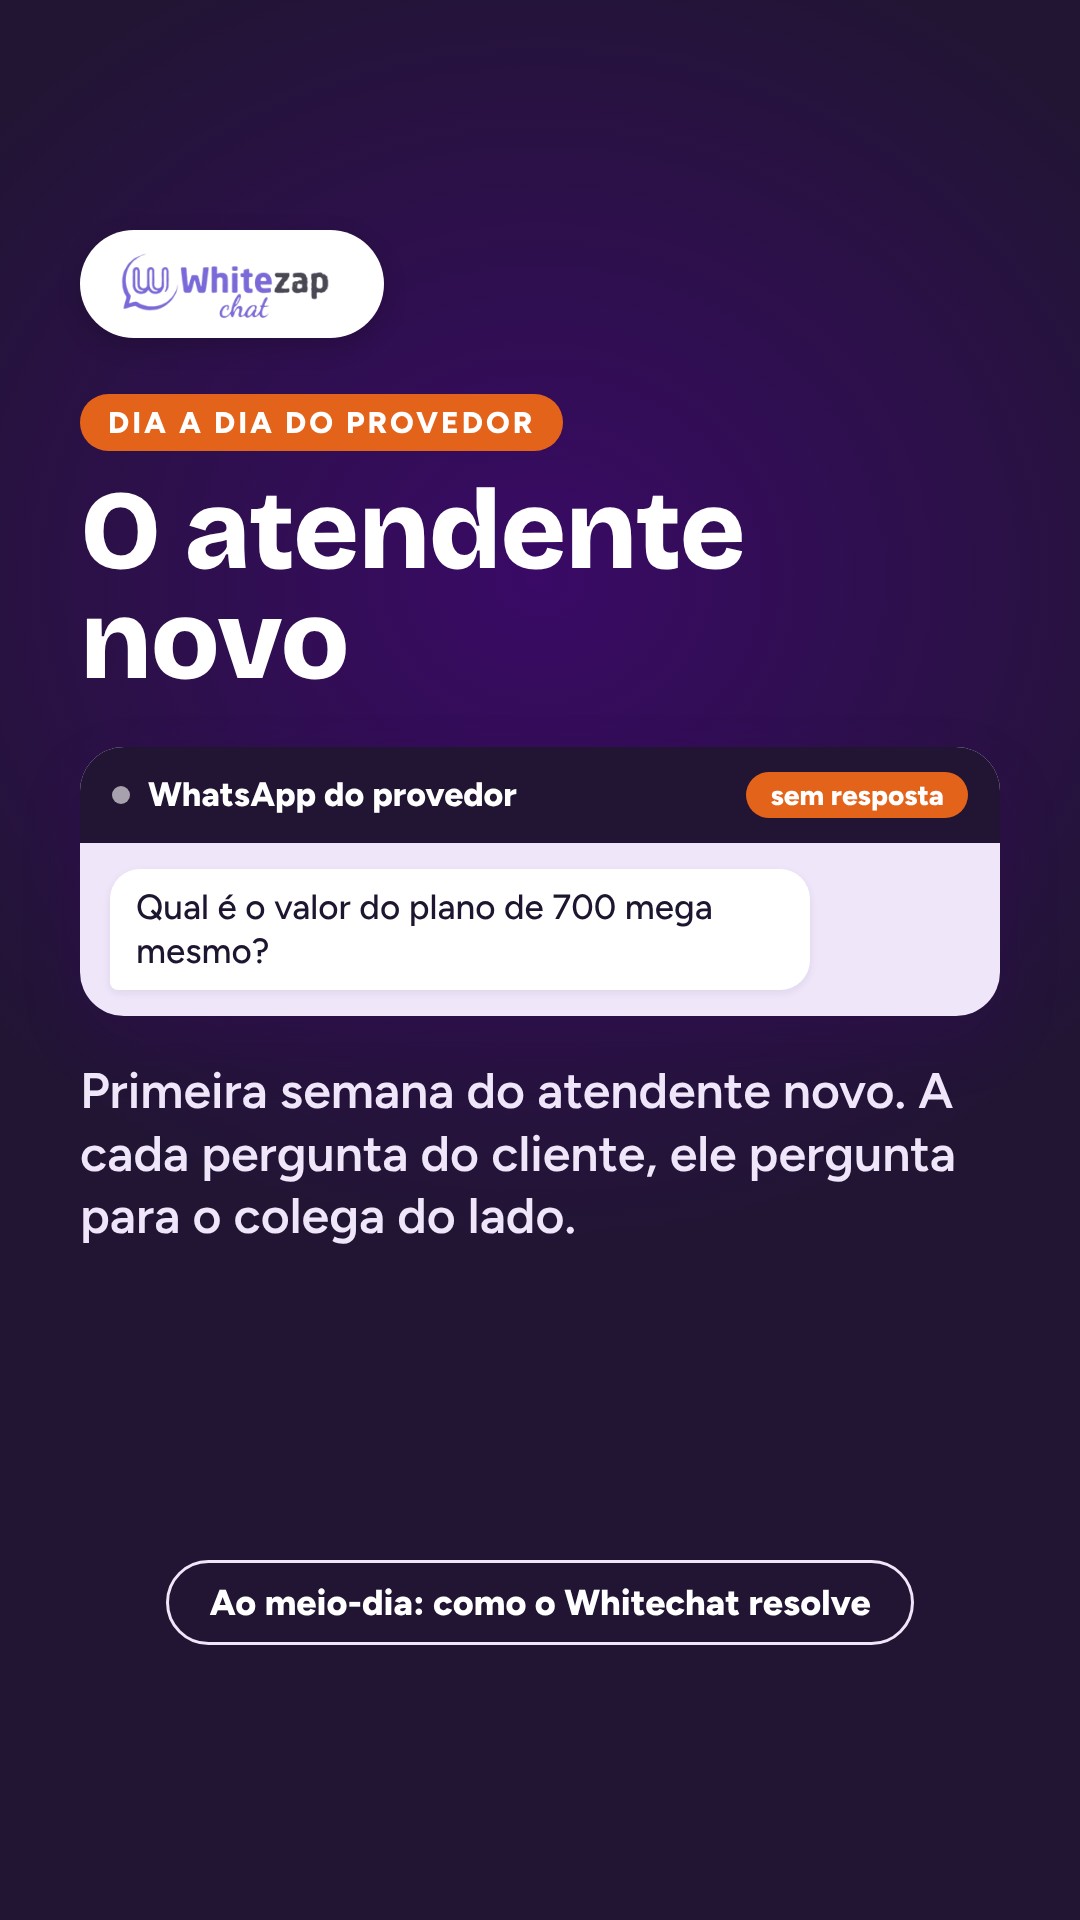 Whitezap
chat
DIA A DIA DO PROVEDOR
O atendente
novo
WhatsApp do provedor
sem resposta
Qual é o valor do plano de 700 mega
mesmo?
Primeira semana do atendente novo. A
cada pergunta do cliente, ele pergunta
para o colega do lado.
Ao meio-dia: como o Whitechat resolve